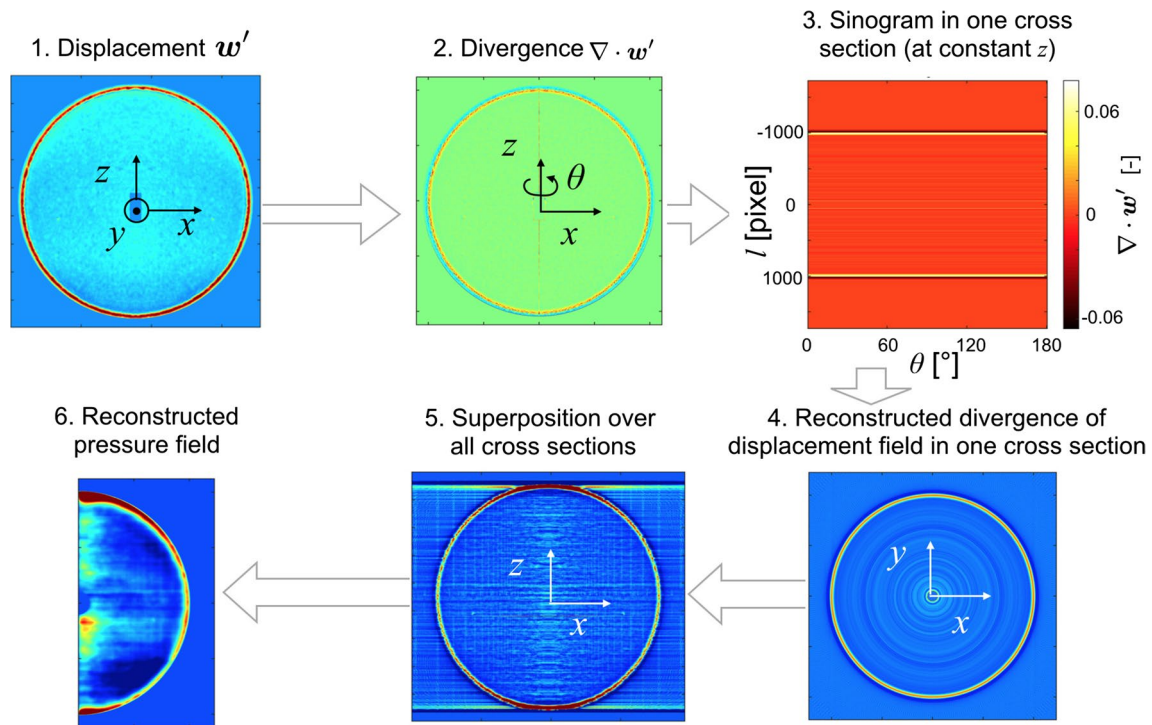 1. Displacement w′
z
y
x
2. Divergence ∇ · w′
z
θ
x
3. Sinogram in one cross
section (at constant z)
l [pixel]
-1000
0
1000
0
60
120
180
θ [°]
0.06
0
-0.06
∇ · w′ [-]
4. Reconstructed divergence of
displacement field in one cross section
y
x
5. Superposition over
all cross sections
z
x
6. Reconstructed
pressure field